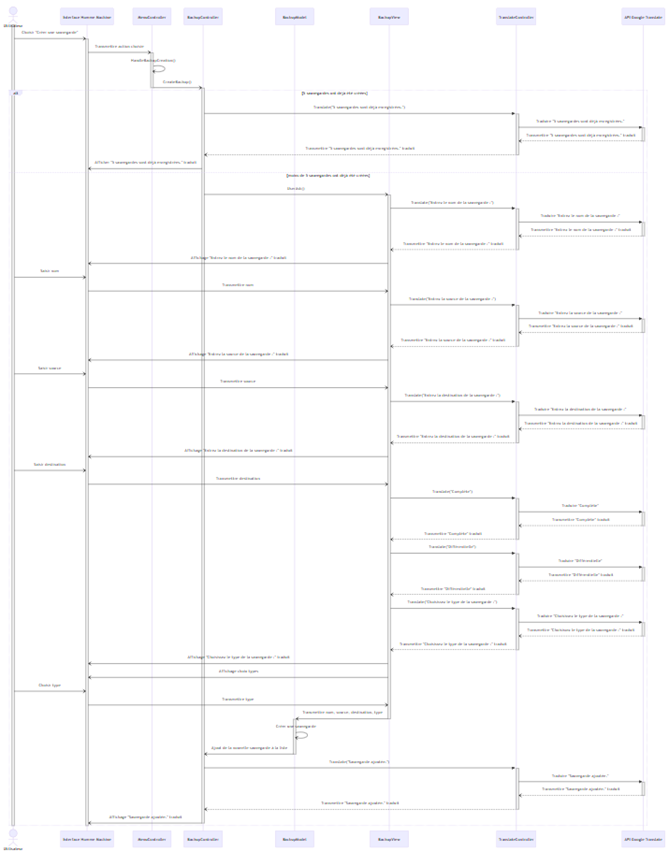 Utilisateur
Interface Homme Machine
MenuController
BackupController
BackupModel
BackupView
TranslateController
API Google Translate
Choisir "Créer une sauvegarde"
Transmettre action choisie
HandleBackupCreation()
CreateBackup()
alt
[5 sauvegardes ont déjà été créées]
Translate("5 sauvegardes sont déjà enregistrées.")
Traduire "5 sauvegardes sont déjà enregistrées."
Transmettre "5 sauvegardes sont déjà enregistrées." traduit
Transmettre "5 sauvegardes sont déjà enregistrées." traduit
Afficher "5 sauvegardes sont déjà enregistrées." traduit
[moins de 5 sauvegardes ont déjà été créées]
Translate("Entrez le nom de la sauvegarde :")
Traduire "Entrez le nom de la sauvegarde :"
Transmettre "Entrez le nom de la sauvegarde :" traduit
Transmettre "Entrez le nom de la sauvegarde :" traduit
Affichage "Entrez le nom de la sauvegarde :" traduit
Saisir nom
Transmettre nom
Translate("Entrez la source de la sauvegarde :")
Traduire "Entrez la source de la sauvegarde :"
Transmettre "Entrez la source de la sauvegarde :" traduit
Transmettre "Entrez la source de la sauvegarde :" traduit
Affichage "Entrez la source de la sauvegarde :" traduit
Saisir source
Transmettre source
Translate("Entrez la destination de la sauvegarde :")
Traduire "Entrez la destination de la sauvegarde :"
Transmettre "Entrez la destination de la sauvegarde :" traduit
Transmettre "Entrez la destination de la sauvegarde :" traduit
Affichage "Entrez la destination de la sauvegarde :" traduit
Saisir destination
Transmettre destination
Translate("Complète")
Traduire "Complète"
Transmettre "Complète" traduit
Transmettre "Complète" traduit
Translate("Différentielle")
Traduire "Différentielle"
Transmettre "Différentielle" traduit
Transmettre "Différentielle" traduit
Translate("Choisissez le type de la sauvegarde :")
Traduire "Choisissez le type de la sauvegarde :"
Transmettre "Choisissez le type de la sauvegarde :" traduit
Transmettre "Choisissez le type de la sauvegarde :" traduit
Affichage "Choisissez le type de la sauvegarde :" traduit
Affichage choix types
Choisir type
Transmettre type
Transmettre nom, source, destination, type
Créer une sauvegarde
Ajout de la nouvelle sauvegarde à la liste
Translate("Sauvegarde ajoutée.")
Traduire "Sauvegarde ajoutée."
Transmettre "Sauvegarde ajoutée." traduit
Transmettre "Sauvegarde ajoutée." traduit
Affichage "Sauvegarde ajoutée." traduit
Utilisateur
Interface Homme Machine
MenuController
BackupController
BackupModel
BackupView
TranslateController
API Google Translate